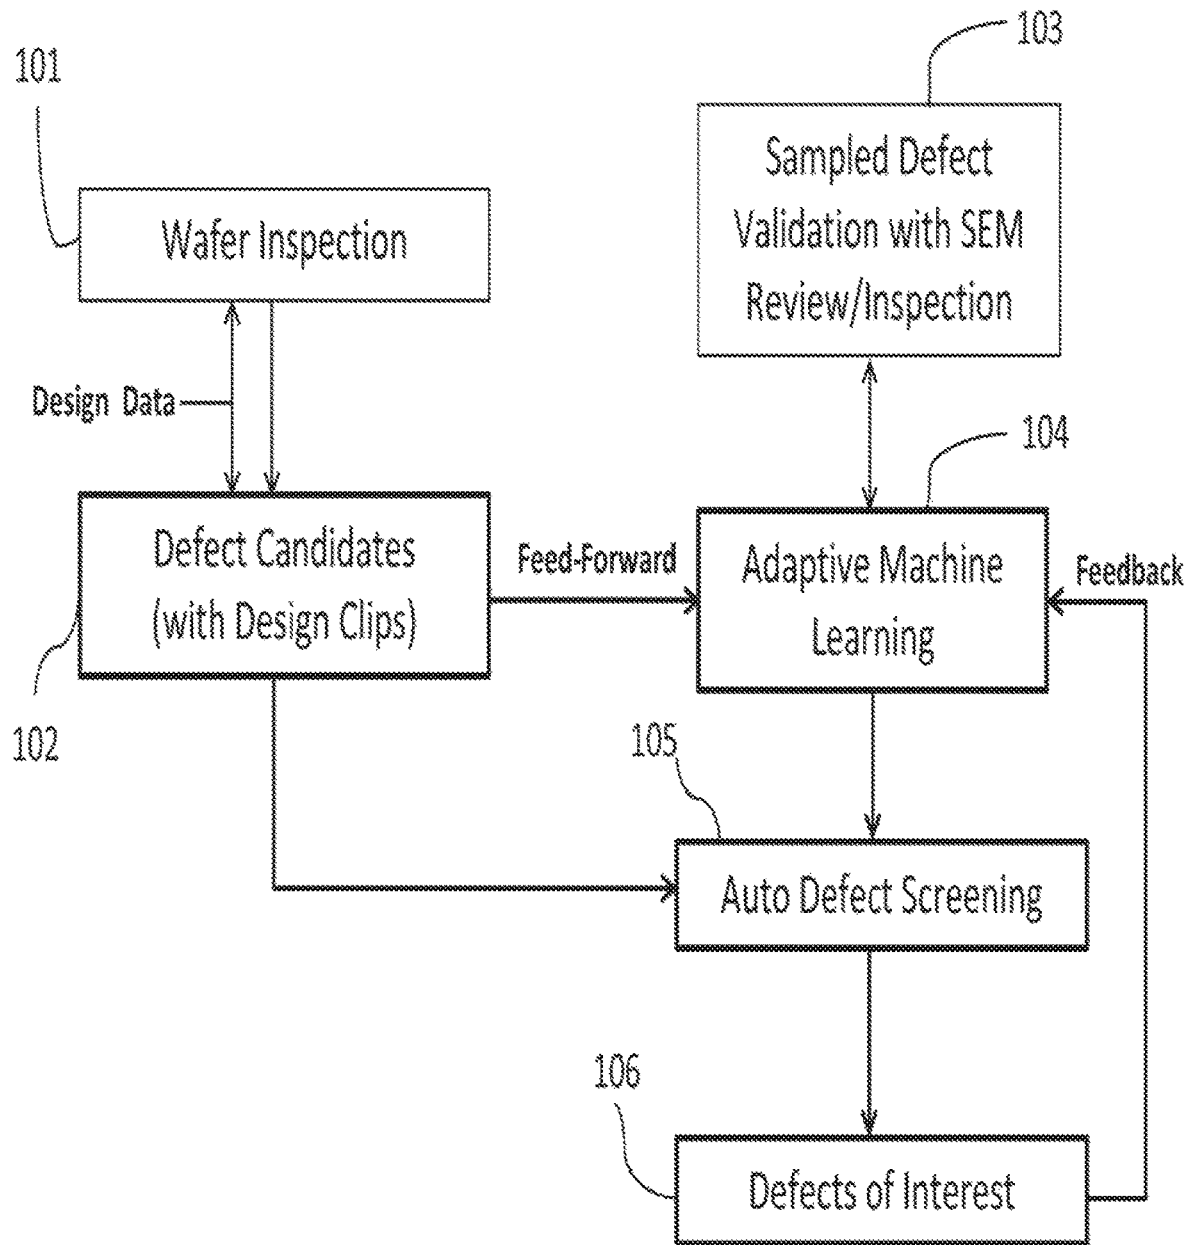 103
101
Sampled Defect
Validation with SEM
Review/Inspection
Wafer Inspection
Design Data
104
Defect Candidates
(with Design Clips)
Feed-Forward
Adaptive Machine
Learning
Feedback
102
105
Auto Defect Screening
106
Defects of Interest